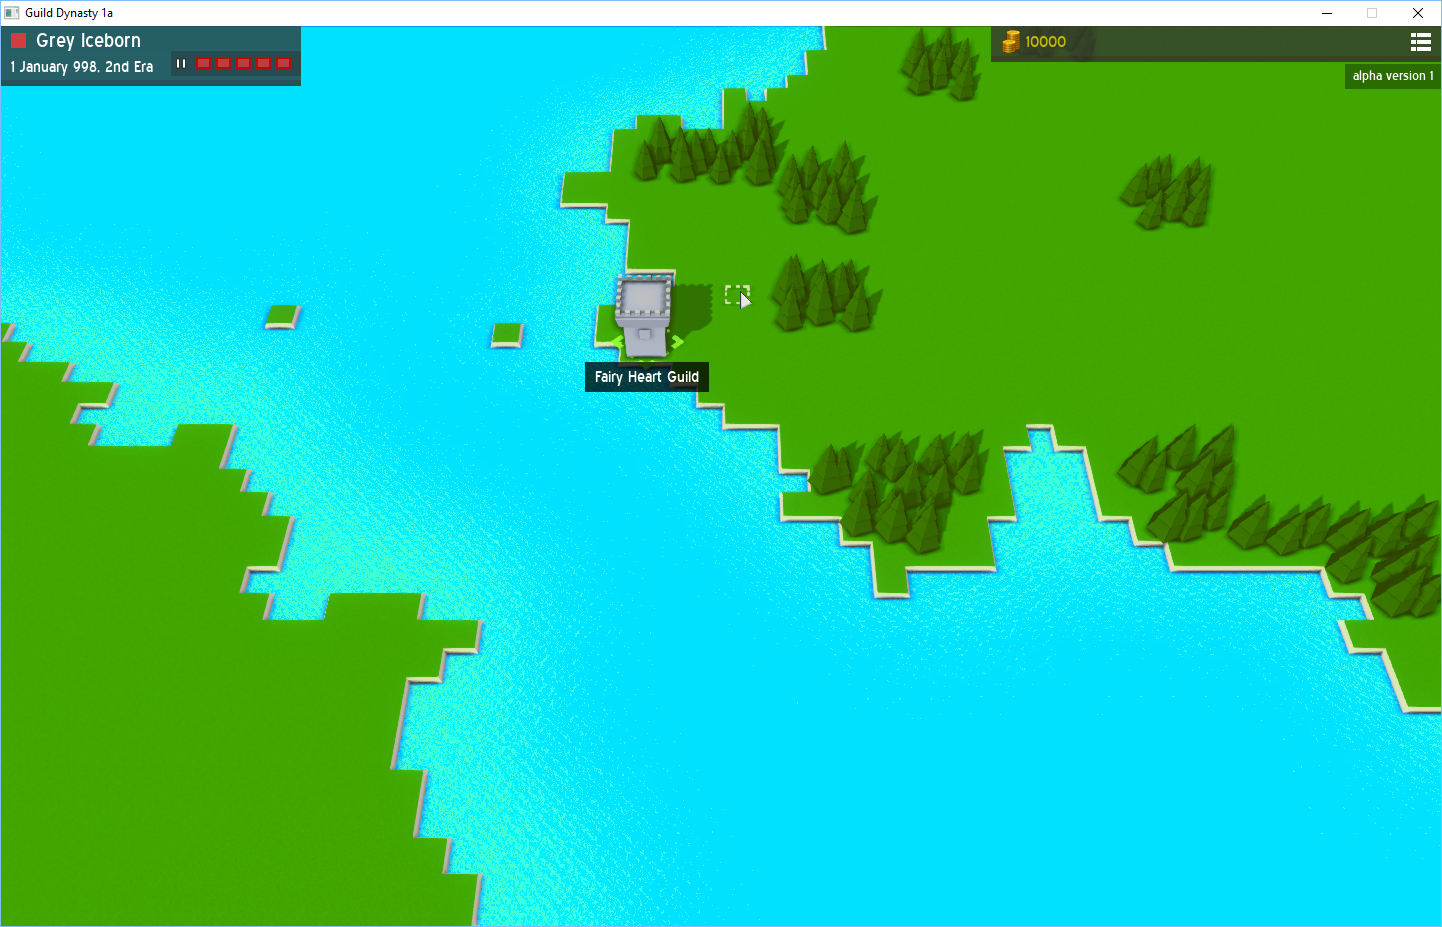 Guild Dynasty 1a
Grey Iceborn
1 January 998. 2nd Era
10000
alpha version 1
Fairy Heart Guild